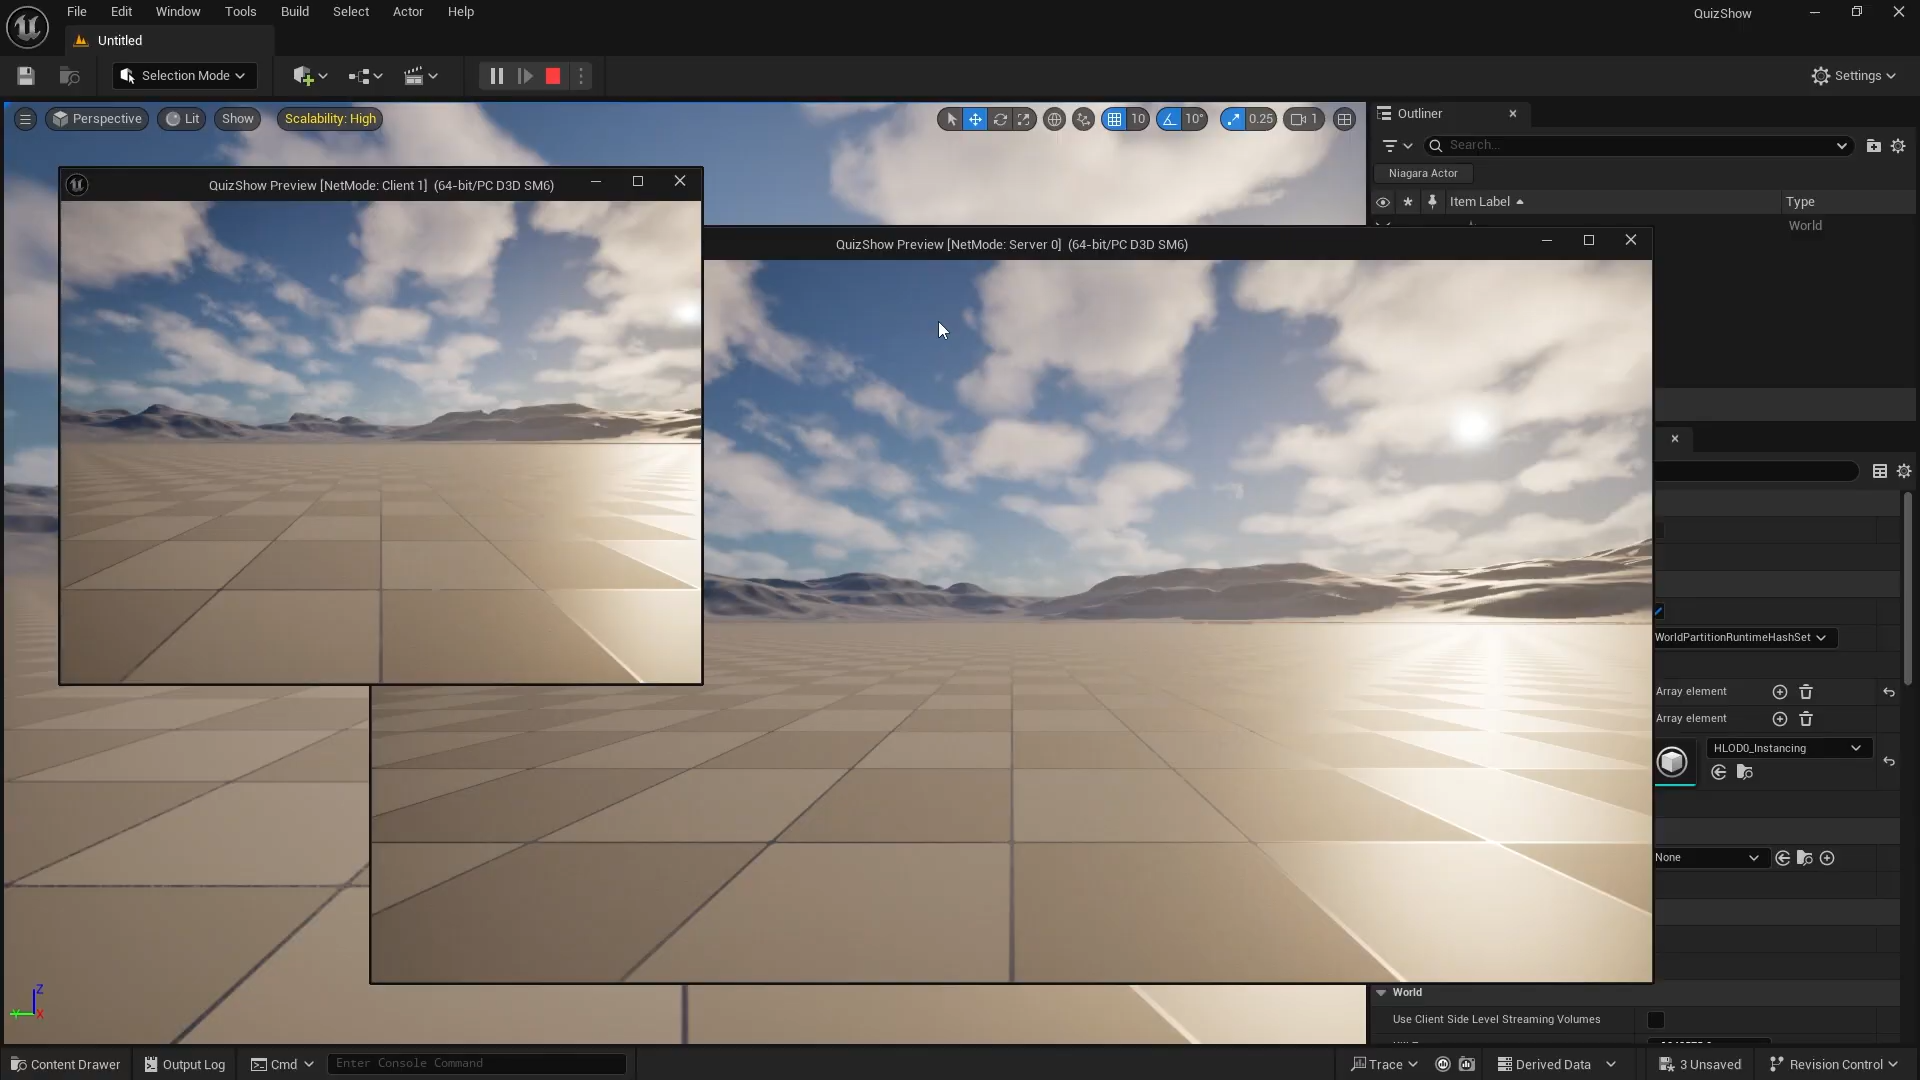 File Edit Window Tools Build Select Actor Help
QuizShow
Untitled
Selection Mode
Settings
Perspective Lit Show Scalability: High
10 10° 0.25 1
Outliner
Search...
Niagara Actor
Item Label Type
World
QuizShow Preview [NetMode: Client 1] (64-bit/PC D3D SM6)
QuizShow Preview [NetMode: Server 0] (64-bit/PC D3D SM6)
WorldPartitionRuntimeHashSet
Array element
Array element
HLOD0_Instancing
None
World
Use Client Side Level Streaming Volumes
Z
Y X
Content Drawer Output Log Cmd Enter Console Command
Trace Derived Data 3 Unsaved Revision Control